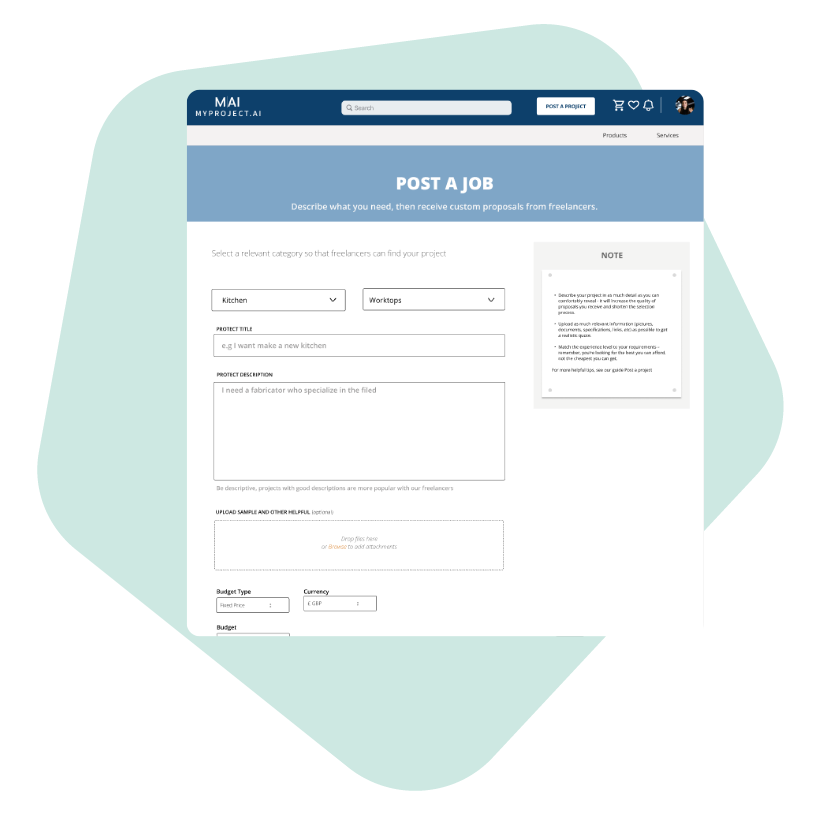 MAI
MYPROJECT.AI
Search
POST A PROJECT
Products
Services
POST A JOB
Describe what you need, then receive custom proposals from freelancers.
Select a relevant category so that freelancers can find your project
Kitchen
Worktops
PROTECT TITLE
e.g I want make a new kitchen
PROTECT DESCRIPTION
I need a fabricator who specialize in the filed
Be descriptive, projects with good descriptions are more popular with our freelancers
UPLOAD SAMPLE AND OTHER HELPFUL (optional)
Drop files here
or Browse to add attachments
Budget Type
Currency
Fixed Price
£ GBP
Budget
NOTE
• Describe your project in as much detail as you can
comfortably reveal - it will increase the quality of
proposals you receive and shorten the selection
process.
• Upload as much relevant information (pictures,
documents, specifications, links, etc) as possible to get
a realistic quote.
• Match the experience level to your requirements -
remember, you're looking for the best you can afford,
not the cheapest you can get.
For more helpful tips, see our guide: Post a project